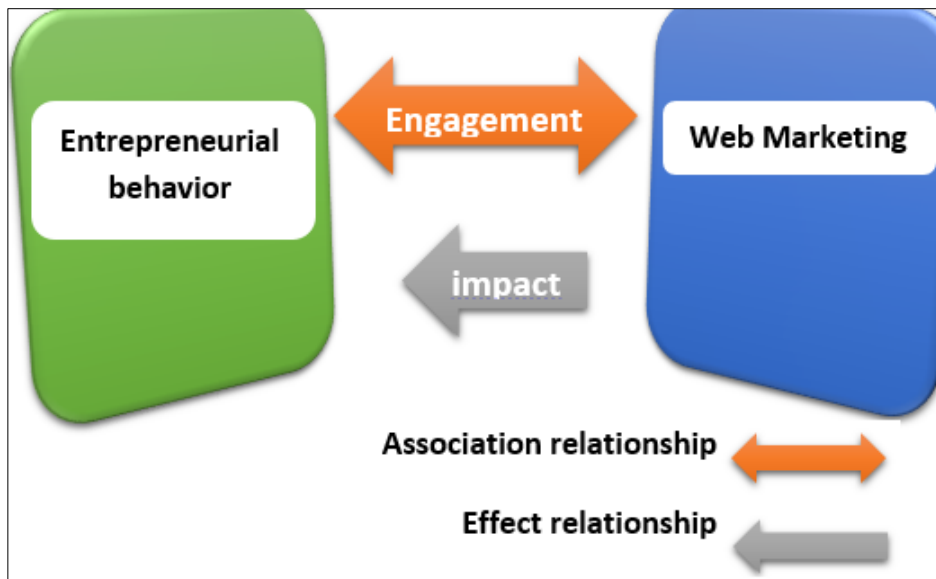 Entrepreneurial
behavior
Engagement
Web Marketing
impact
Association relationship
Effect relationship